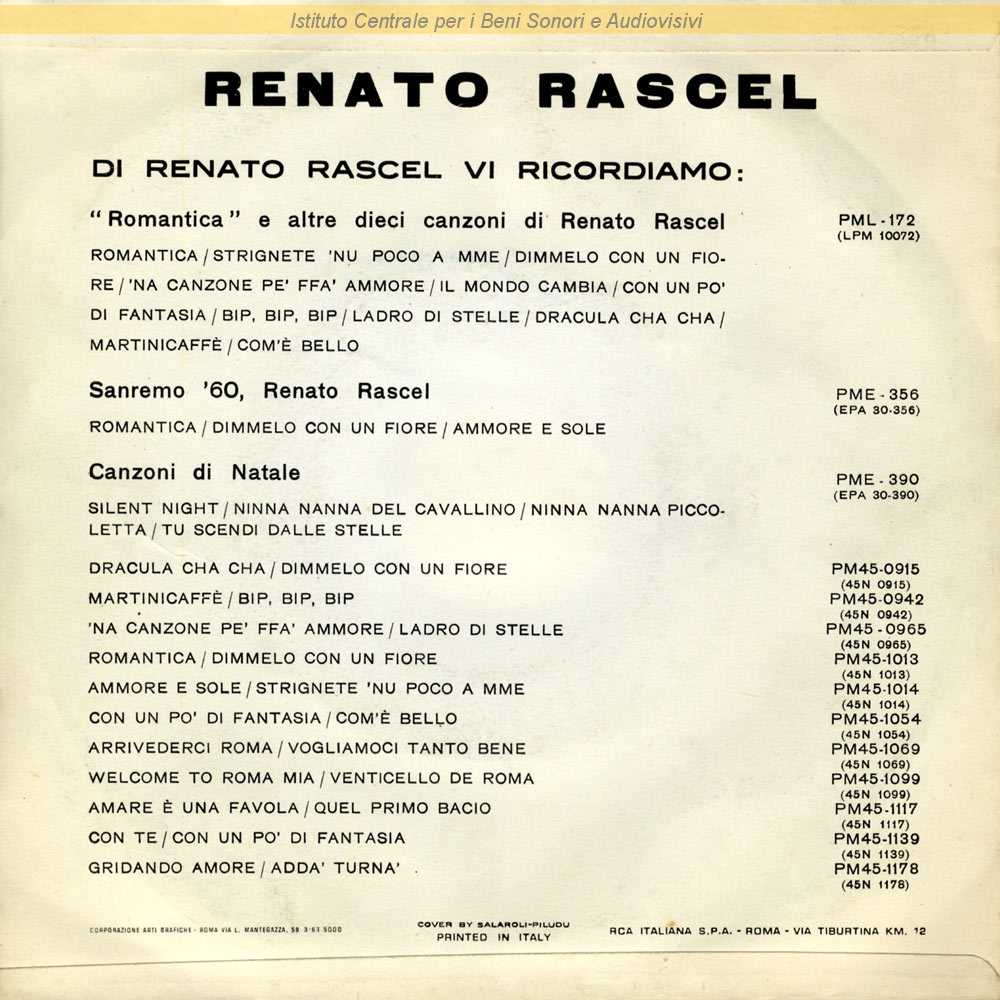 Istituto Centrale per i Beni Sonori e Audiovisivi
RENATO RASCEL
DI RENATO RASCEL VI RICORDIAMO:
"Romantica" e altre dieci canzoni di Renato Rascel PML - 172
(LPM 10072)
ROMANTICA / STRIGNETE 'NU POCO A MME / DIMMELO CON UN FIO-
RE / 'NA CANZONE PE' FFA' AMMORE / IL MONDO CAMBIA / CON UN PO'
DI FANTASIA / BIP, BIP, BIP / LADRO DI STELLE / DRACULA CHA CHA /
MARTINICAFFÈ / COM'È BELLO
Sanremo '60, Renato Rascel PME - 356
(EPA 30-356)
ROMANTICA / DIMMELO CON UN FIORE / AMMORE E SOLE
Canzoni di Natale PME - 390
(EPA 30-390)
SILENT NIGHT / NINNA NANNA DEL CAVALLINO / NINNA NANNA PICCO-
LETTA / TU SCENDI DALLE STELLE
DRACULA CHA CHA / DIMMELO CON UN FIORE PM45-0915
(45N 0915)
MARTINICAFFÈ / BIP, BIP, BIP PM45-0942
(45N 0942)
'NA CANZONE PE' FFA' AMMORE / LADRO DI STELLE PM45 - 0965
(45N 0965)
ROMANTICA / DIMMELO CON UN FIORE PM45-1013
(45N 1013)
AMMORE E SOLE / STRIGNETE 'NU POCO A MME PM45-1014
(45N 1014)
CON UN PO' DI FANTASIA / COM'È BELLO PM45-1054
(45N 1054)
ARRIVEDERCI ROMA / VOGLIAMOCI TANTO BENE PM45-1069
(45N 1069)
WELCOME TO ROMA MIA / VENTICELLO DE ROMA PM45-1099
(45N 1099)
AMARE È UNA FAVOLA / QUEL PRIMO BACIO PM45-1117
(45N 1117)
CON TE / CON UN PO' DI FANTASIA PM45-1139
(45N 1139)
GRIDANDO AMORE / ADDA' TURNA' PM45-1178
(45N 1178)
CORPORAZIONE ARTI GRAFICHE - ROMA VIA L. MANTEGAZZA, 59 3-63 5000
COVER BY SALAROLI-PILUDU
PRINTED IN ITALY
RCA ITALIANA S.P.A. - ROMA - VIA TIBURTINA KM. 12